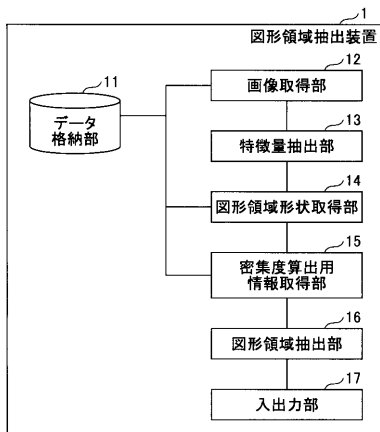 1
図形領域抽出装置
11
データ
格納部
12
画像取得部
13
特徴量抽出部
14
図形領域形状取得部
15
密集度算出用
情報取得部
16
図形領域抽出部
17
入出力部